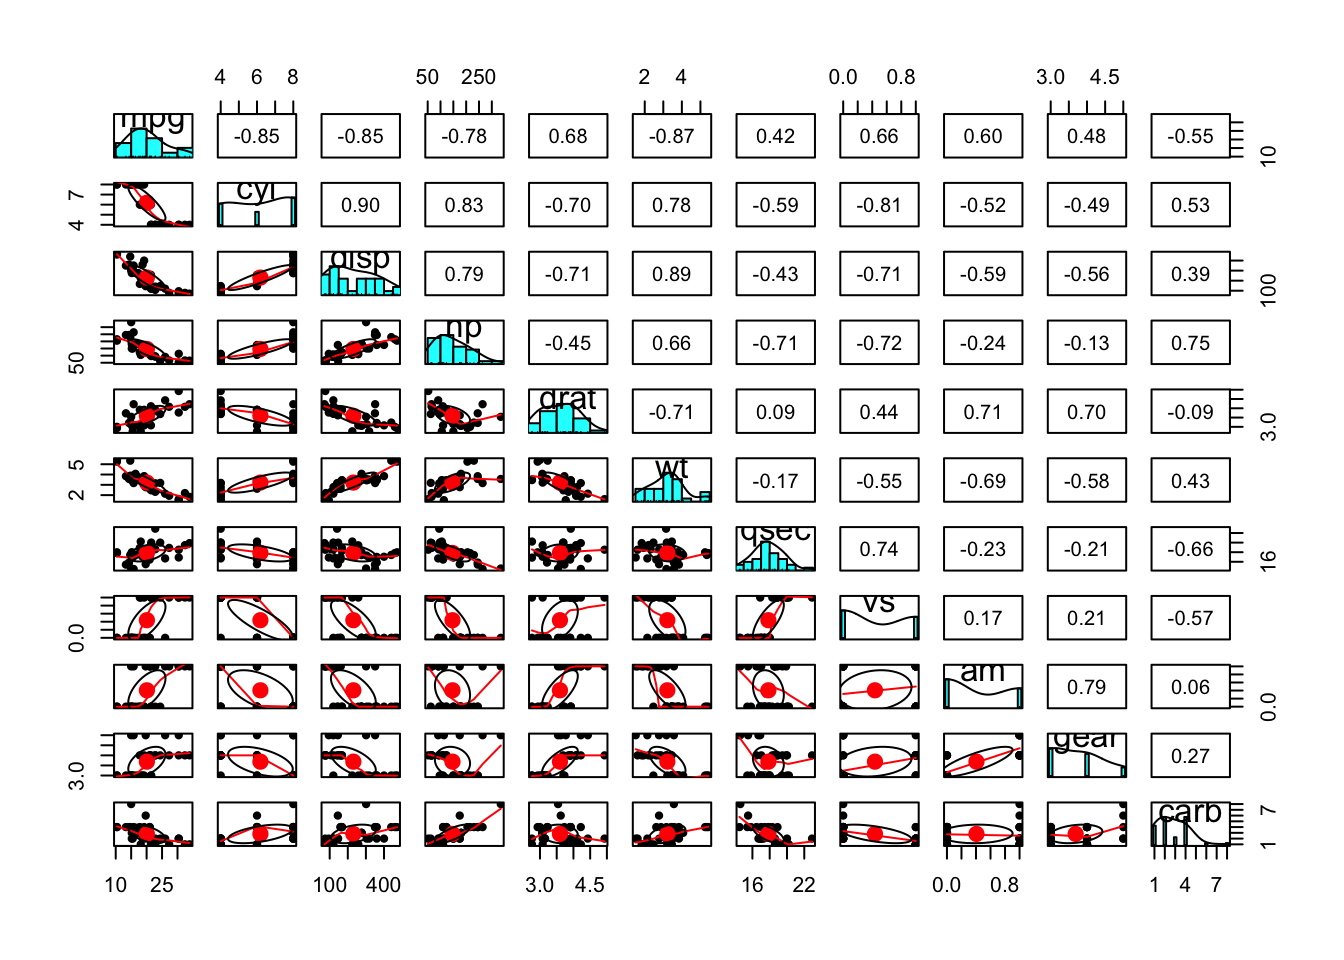 4 6 8 50 250 2 4 0.0 0.8 3.0 4.5
mpg -0.85 -0.85 -0.78 0.68 -0.87 0.42 0.66 0.60 0.48 -0.55 10
4 7 cyl 0.90 0.83 -0.70 0.78 -0.59 -0.81 -0.52 -0.49 0.53
disp 0.79 -0.71 0.89 -0.43 -0.71 -0.59 -0.56 0.39 100
50 hp -0.45 0.66 -0.71 -0.72 -0.24 -0.13 0.75
drat -0.71 0.09 0.44 0.71 0.70 -0.09 3.0
2 5 wt -0.17 -0.55 -0.69 -0.58 0.43
qsec 0.74 -0.23 -0.21 -0.66 16
0.0 vs 0.17 0.21 -0.57
am 0.79 0.06 0.0
3.0 gear 0.27
carb 1 7
10 25 100 400 3.0 4.5 16 22 0.0 0.8 1 4 7